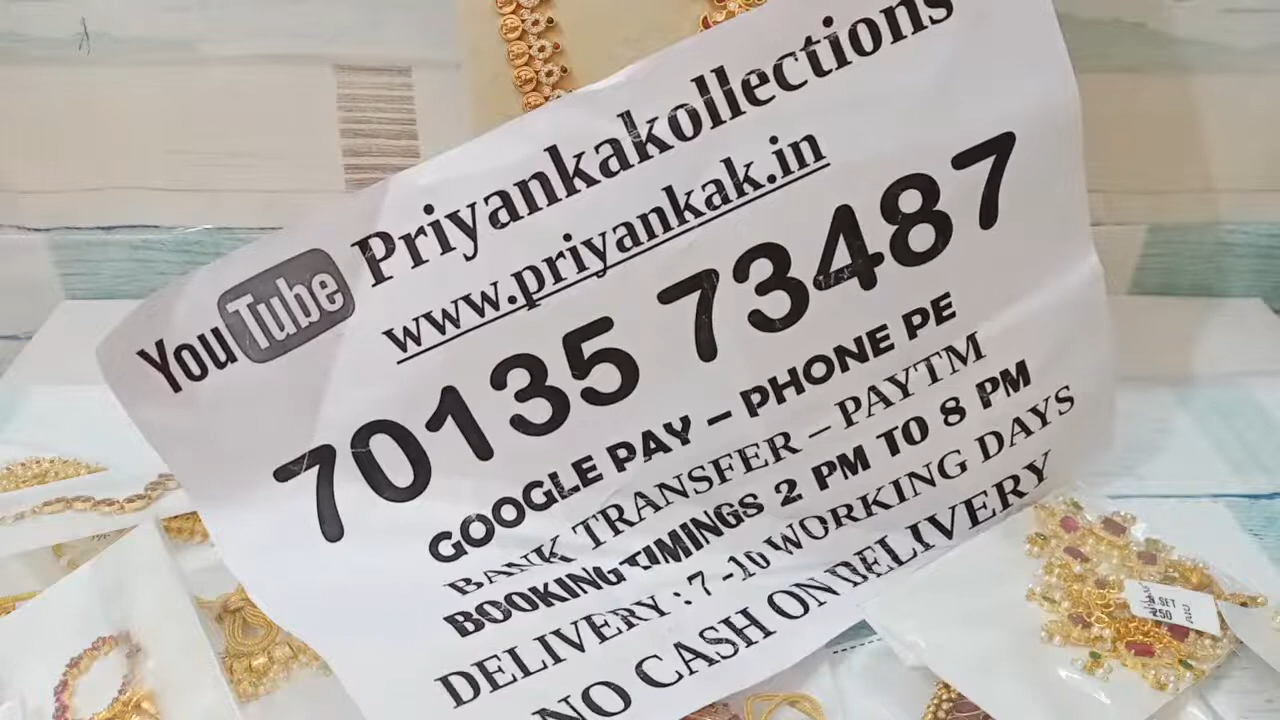 YouTube Priyankakollections
www.priyankak.in
70135 73487
GOOGLE PAY – PHONE PE
BANK TRANSFER – PAYTM
BOOKING TIMINGS 2 PM TO 8 PM
DELIVERY : 7 -10 WORKING DAYS
NO CASH ON DELIVERY
SET